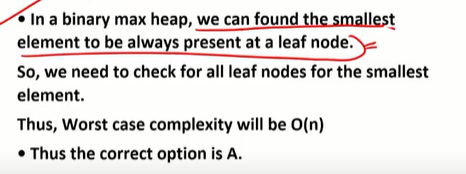 • In a binary max heap, we can found the smallest
element to be always present at a leaf node.
So, we need to check for all leaf nodes for the smallest
element.
Thus, Worst case complexity will be O(n)
• Thus the correct option is A.